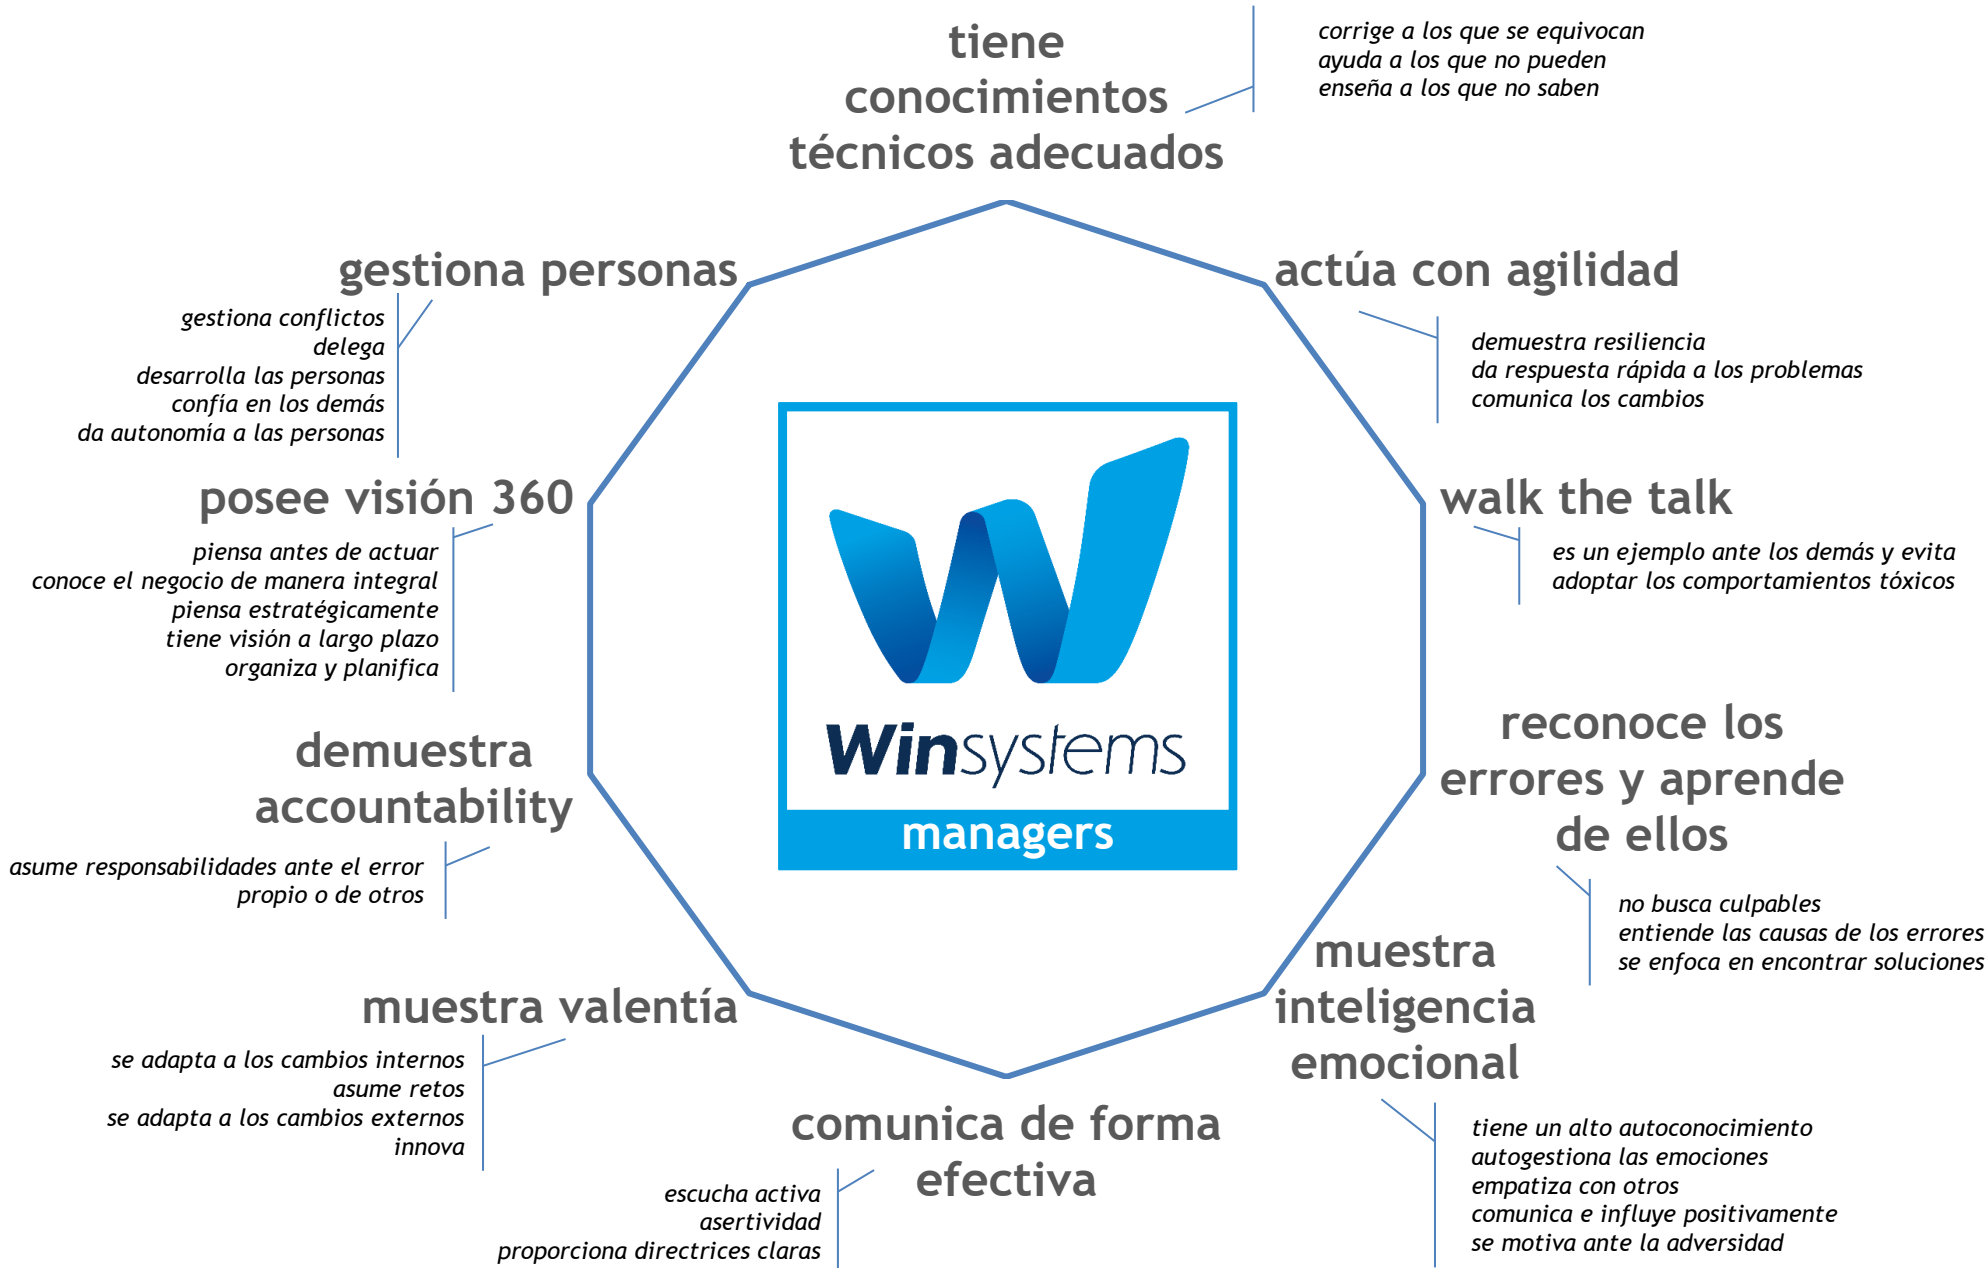 tiene
conocimientos
técnicos adecuados
corrige a los que se equivocan
ayuda a los que no pueden
enseña a los que no saben
actúa con agilidad
demuestra resiliencia
da respuesta rápida a los problemas
comunica los cambios
walk the talk
es un ejemplo ante los demás y evita
adoptar los comportamientos tóxicos
reconoce los
errores y aprende
de ellos
no busca culpables
entiende las causas de los errores
se enfoca en encontrar soluciones
muestra
inteligencia
emocional
tiene un alto autoconocimiento
autogestiona las emociones
empatiza con otros
comunica e influye positivamente
se motiva ante la adversidad
comunica de forma
efectiva
escucha activa
asertividad
proporciona directrices claras
muestra valentía
se adapta a los cambios internos
asume retos
se adapta a los cambios externos
innova
demuestra
accountability
asume responsabilidades ante el error
propio o de otros
posee visión 360
piensa antes de actuar
conoce el negocio de manera integral
piensa estratégicamente
tiene visión a largo plazo
organiza y planifica
gestiona personas
gestiona conflictos
delega
desarrolla las personas
confía en los demás
da autonomía a las personas
Winsystems
managers